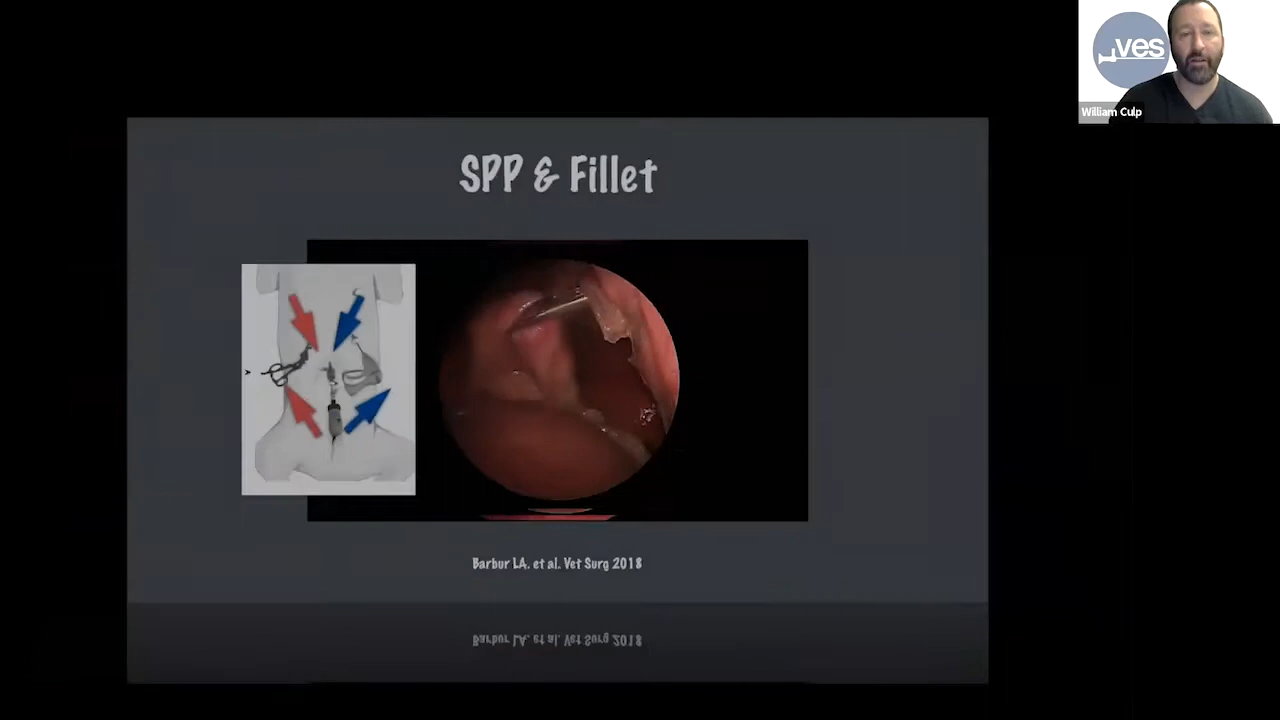 SPP & Fillet
Barbur LA. et al. Vet Surg 2018
Barbur LA. et al. Vet Surg 2018
ves
William Culp